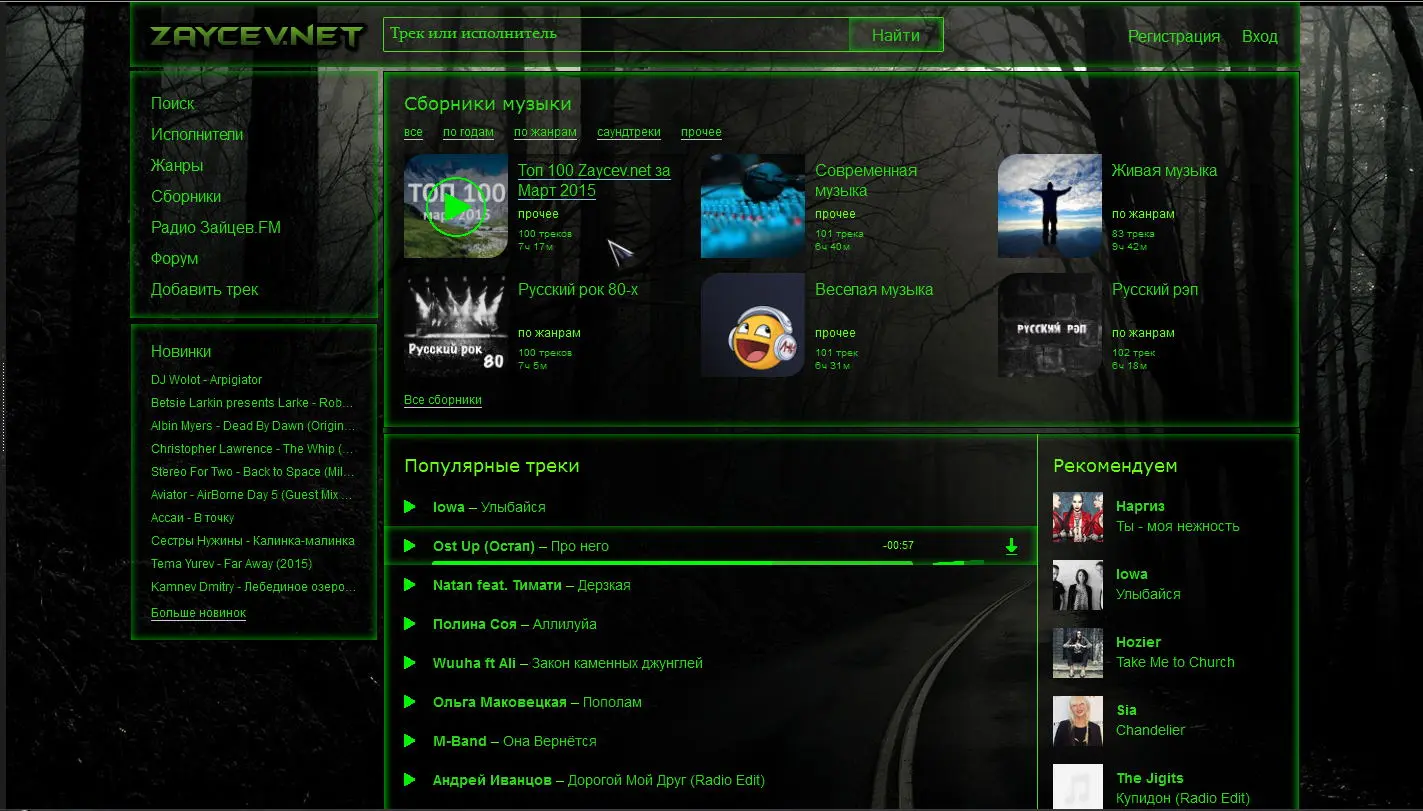 ZAYCEV.NET
Трек или исполнитель
Найти
Регистрация
Вход
Поиск
Исполнители
Жанры
Сборники
Радио Зайцев.FM
Форум
Добавить трек
Новинки
DJ Wolot - Arpigiator
Betsie Larkin presents Larke - Rob...
Albin Myers - Dead By Dawn (Origin...
Christopher Lawrence - The Whip (...
Stereo For Two - Back to Space (Mil...
Aviator - AirBorne Day 5 (Guest Mix ...
Ассаи - В точку
Сестры Нужины - Калинка-малинка
Tema Yurev - Far Away (2015)
Kamnev Dmitry - Лебединое озеро...
Больше новинок
Сборники музыки
все по годам по жанрам саундтреки прочее
ТОП 100
март 2015
Топ 100 Zaycev.net за
Март 2015
прочее
100 треков
7ч 17м
Современная
музыка
прочее
101 трека
6ч 40м
Живая музыка
по жанрам
83 трека
9ч 42м
Русский рок
80
Русский рок 80-х
по жанрам
100 треков
7ч 5м
Веселая музыка
прочее
101 трек
6ч 31м
РУССКИЙ РЭП
Русский рэп
по жанрам
102 трек
6ч 18м
Все сборники
Популярные треки
Iowa – Улыбайся
Ost Up (Остап) – Про него -00:57
Natan feat. Тимати – Дерзкая
Полина Соя – Аллилуйа
Wuuha ft Ali – Закон каменных джунглей
Ольга Маковецкая – Пополам
M-Band – Она Вернётся
Андрей Иванцов – Дорогой Мой Друг (Radio Edit)
Рекомендуем
Наргиз
Ты - моя нежность
Iowa
Улыбайся
Hozier
Take Me to Church
Sia
Chandelier
The Jigits
Купидон (Radio Edit)